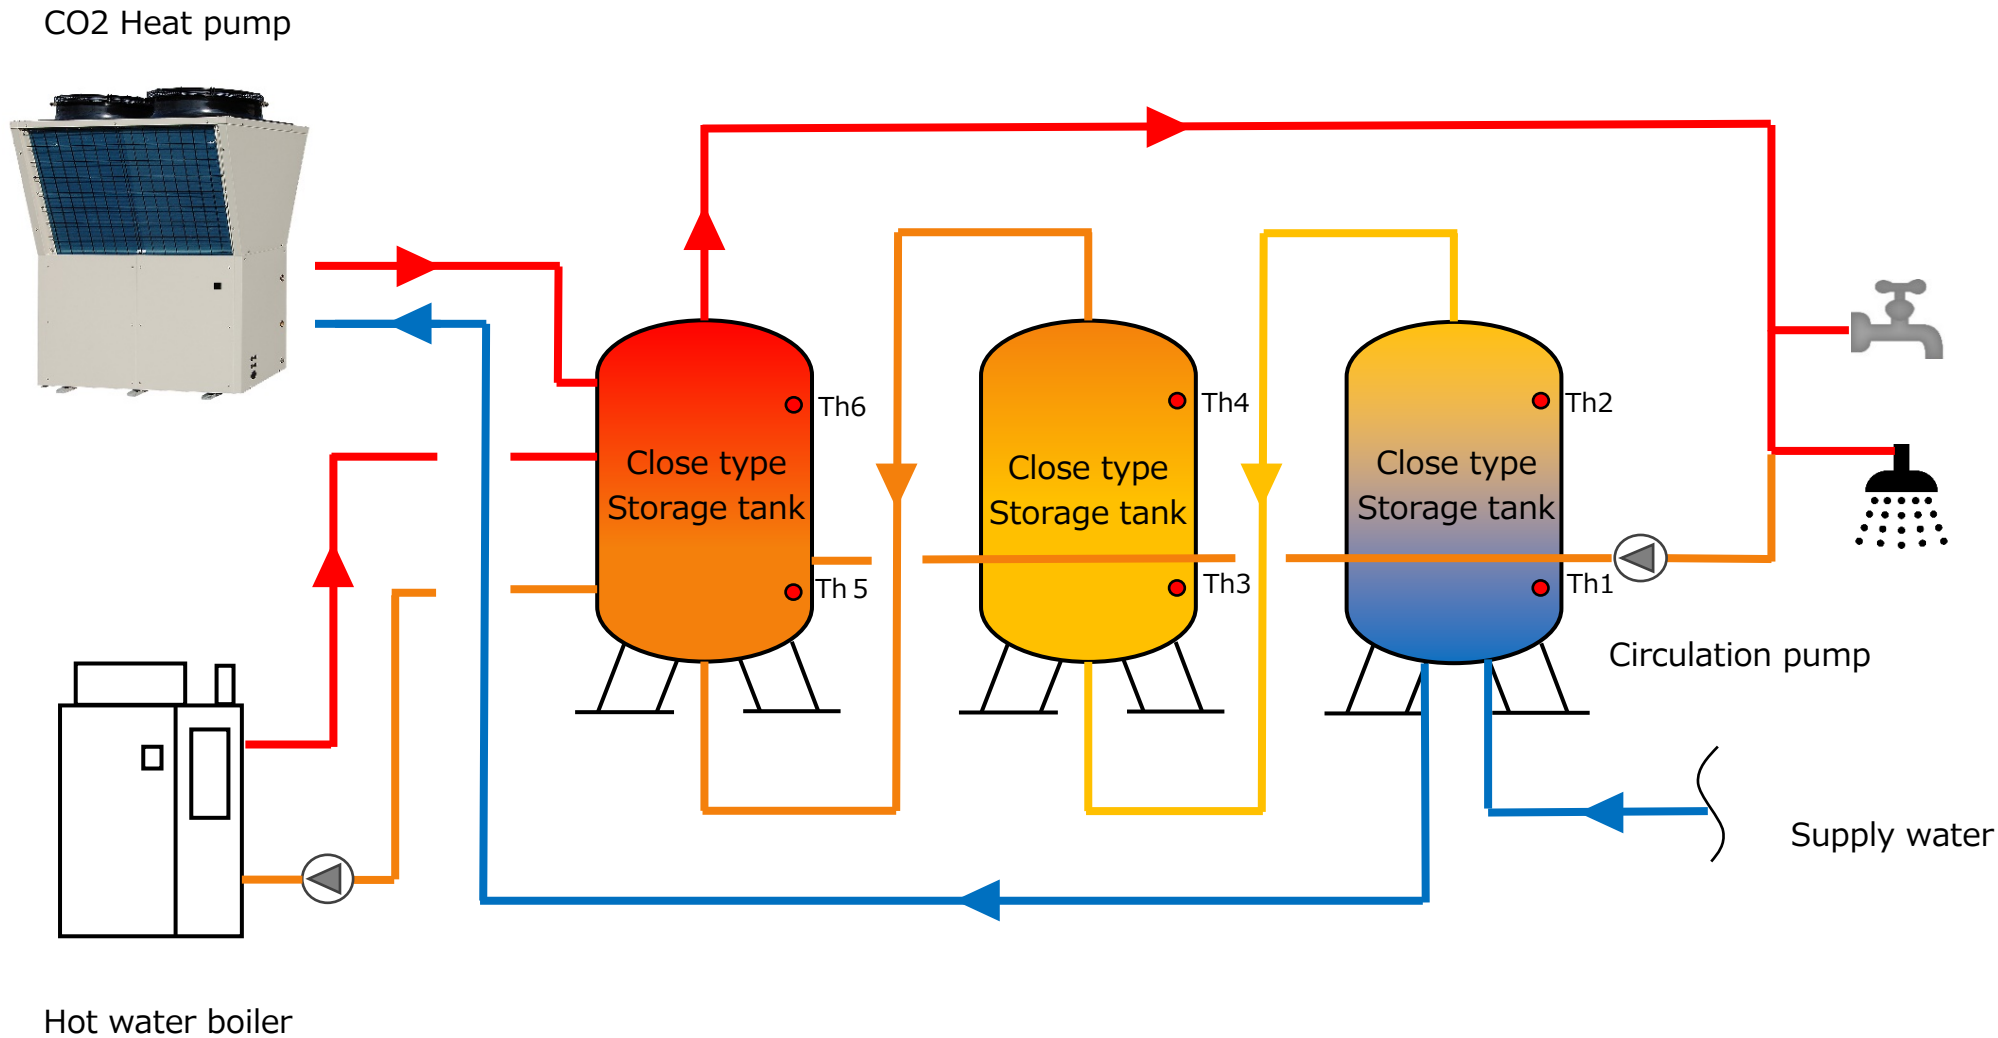 CO2 Heat pump
Th6
Th4
Th2
Close type
Storage tank
Close type
Storage tank
Close type
Storage tank
Th 5
Th3
Th1
Circulation pump
Supply water
Hot water boiler